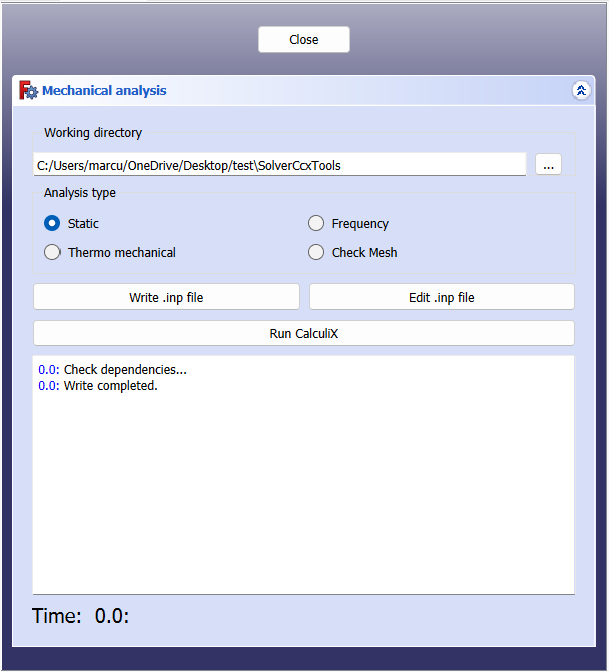 Close
Mechanical analysis
Working directory
C:/Users/marcu/OneDrive/Desktop/test\SolverCcxTools
...
Analysis type
Static
Frequency
Thermo mechanical
Check Mesh
Write .inp file
Edit .inp file
Run CalculiX
0.0: Check dependencies...
0.0: Write completed.
Time: 0.0: